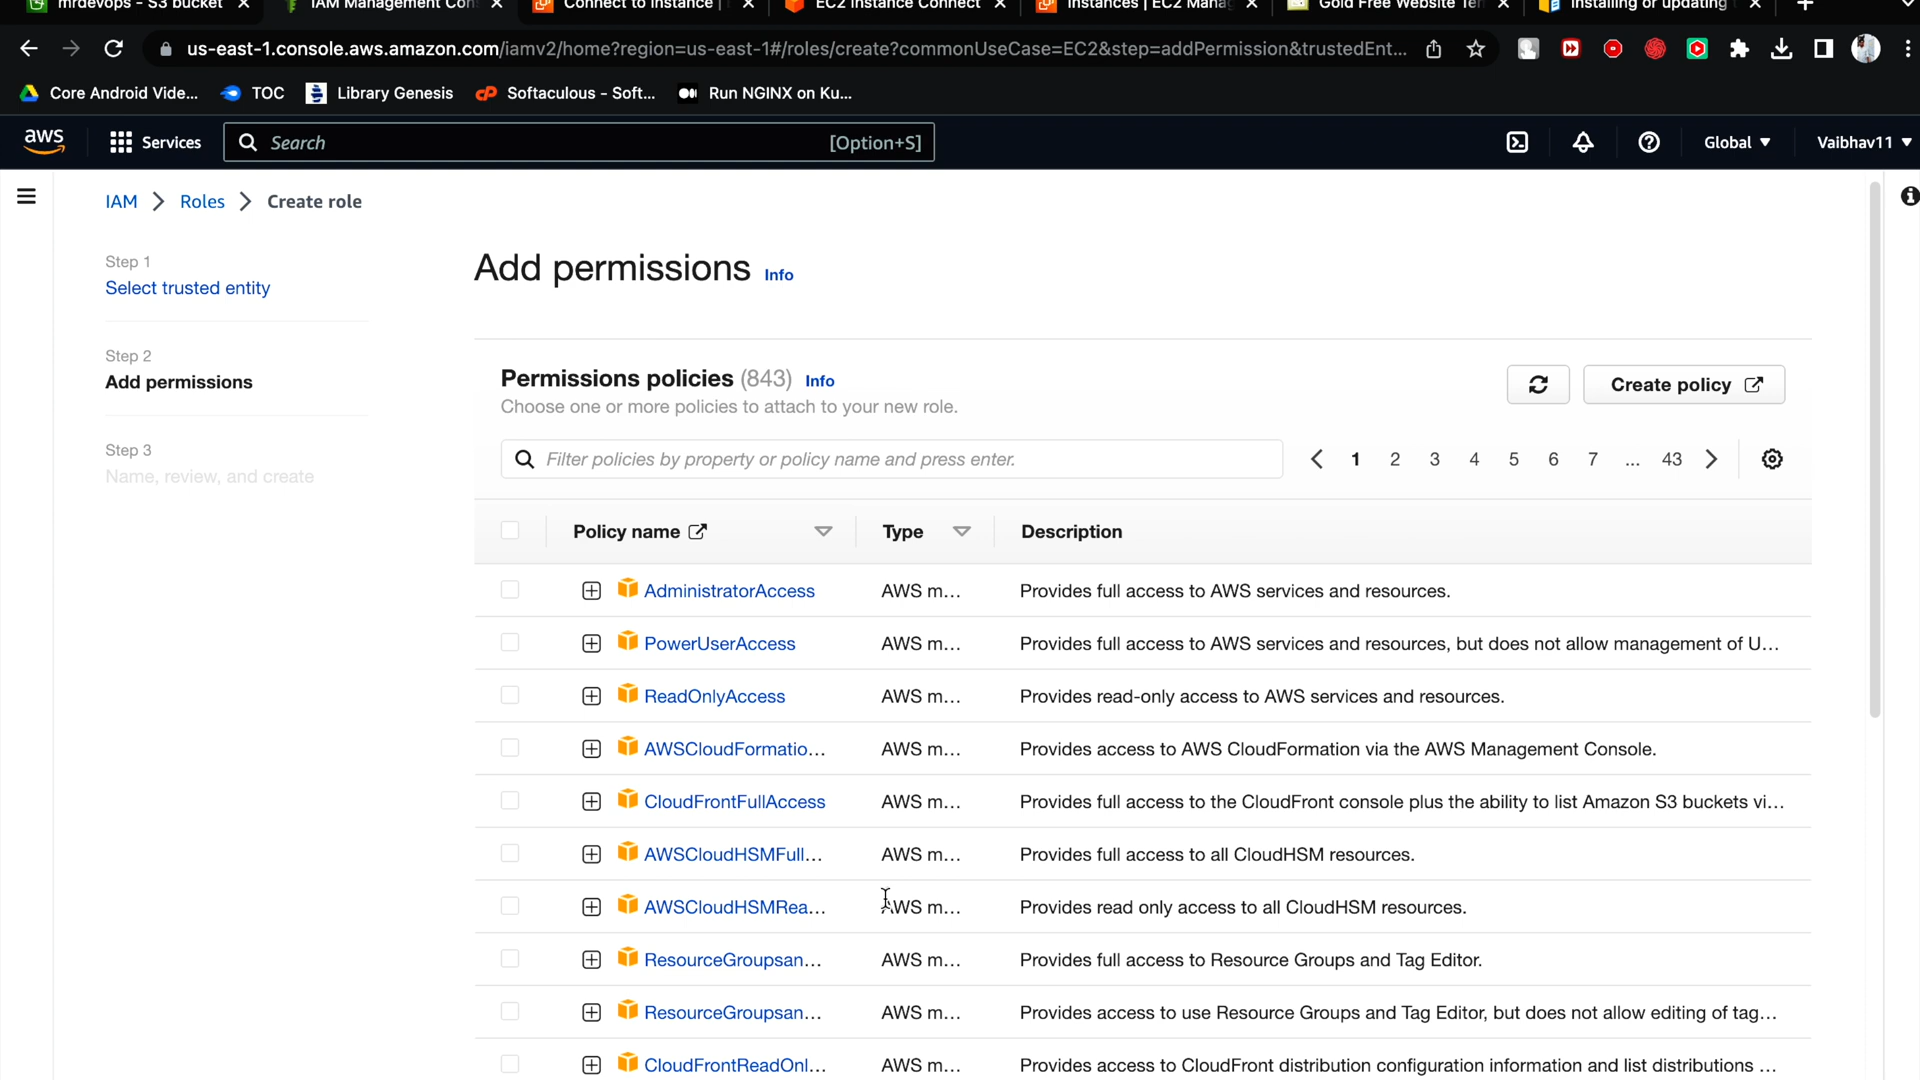 mrdevops - S3 bucket
IAM Management Con
Connect to instance |
EC2 Instance Connect
Instances | EC2 Manag
Gold Free Website Tem
Installing or updating
us-east-1.console.aws.amazon.com/iamv2/home?region=us-east-1#/roles/create?commonUseCase=EC2&step=addPermission&trustedEnt...
Core Android Vide... TOC Library Genesis Softaculous - Soft... Run NGINX on Ku...
aws Services Search [Option+S] Global Vaibhav11
IAM > Roles > Create role
Step 1
Select trusted entity
Step 2
Add permissions
Step 3
Name, review, and create
Add permissions Info
Permissions policies (843) Info
Choose one or more policies to attach to your new role.
Create policy
Filter policies by property or policy name and press enter.
1 2 3 4 5 6 7 ... 43
Policy name Type Description
AdministratorAccess AWS m... Provides full access to AWS services and resources.
PowerUserAccess AWS m... Provides full access to AWS services and resources, but does not allow management of U...
ReadOnlyAccess AWS m... Provides read-only access to AWS services and resources.
AWSCloudFormatio... AWS m... Provides access to AWS CloudFormation via the AWS Management Console.
CloudFrontFullAccess AWS m... Provides full access to the CloudFront console plus the ability to list Amazon S3 buckets vi...
AWSCloudHSMFull... AWS m... Provides full access to all CloudHSM resources.
AWSCloudHSMRea... AWS m... Provides read only access to all CloudHSM resources.
ResourceGroupsan... AWS m... Provides full access to Resource Groups and Tag Editor.
ResourceGroupsan... AWS m... Provides access to use Resource Groups and Tag Editor, but does not allow editing of tag...
CloudFrontReadOnl... AWS m... Provides access to CloudFront distribution configuration information and list distributions ...